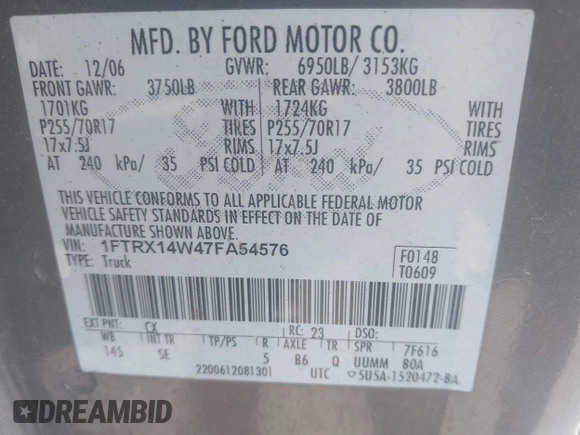 MFD. BY FORD MOTOR CO.
DATE: 12/06 GVWR: 6950LB/ 3153KG
FRONT GAWR: 3750LB REAR GAWR: 3800LB
1701KG WITH 1724KG WITH
P255/70R17 TIRES P255/70R17 TIRES
17x7.5J RIMS 17x7.5J RIMS
AT 240 kPa/ 35 PSI COLD AT 240 kPa/ 35 PSI COLD
THIS VEHICLE CONFORMS TO ALL APPLICABLE FEDERAL MOTOR
VEHICLE SAFETY STANDARDS IN EFFECT ON THE DATE OF
MANUFACTURE SHOWN ABOVE.
VIN: 1FTRX14W47FA54576 F0148
TYPE: Truck T0609
EXT PNT: CX RC: 23 DSO:
WB INT TR TP/PS R AXLE TR SPR 7F616
145 SE 5 B6 Q UUMM BOA
2200612081301 UTC 5U5A-1520472-BA
DREAMBID